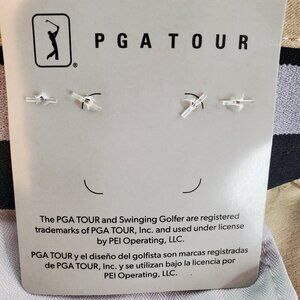 PGA TOUR
®
The PGA TOUR and Swinging Golfer are registered
trademarks of PGA TOUR, Inc. and used under license
by PEI Operating, LLC.
PGA TOUR y el diseño del golfista son marcas registradas
de PGA TOUR, Inc. y se utilizan bajo la licencia por
PEI Operating, LLC.